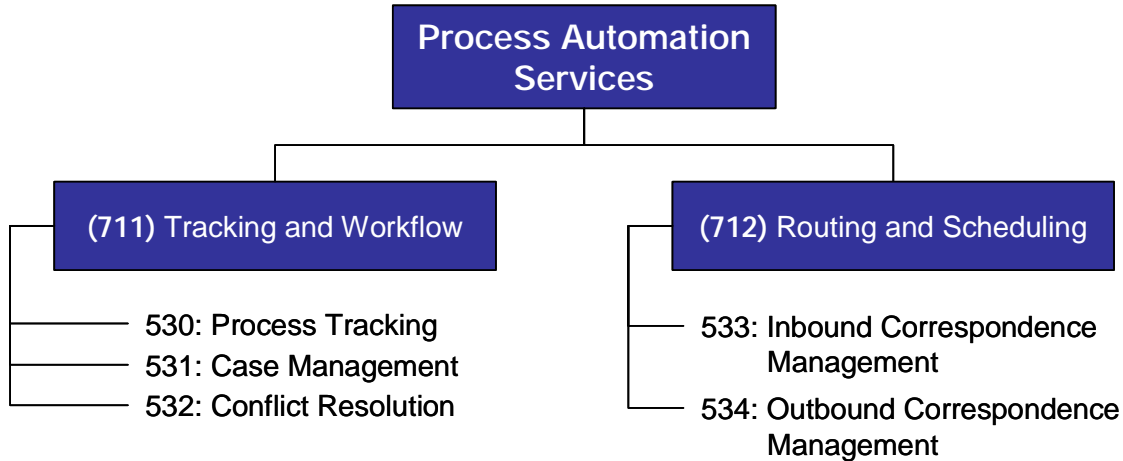 Process Automation
Services
(711) Tracking and Workflow
530: Process Tracking
531: Case Management
532: Conflict Resolution
(712) Routing and Scheduling
533: Inbound Correspondence
Management
534: Outbound Correspondence
Management